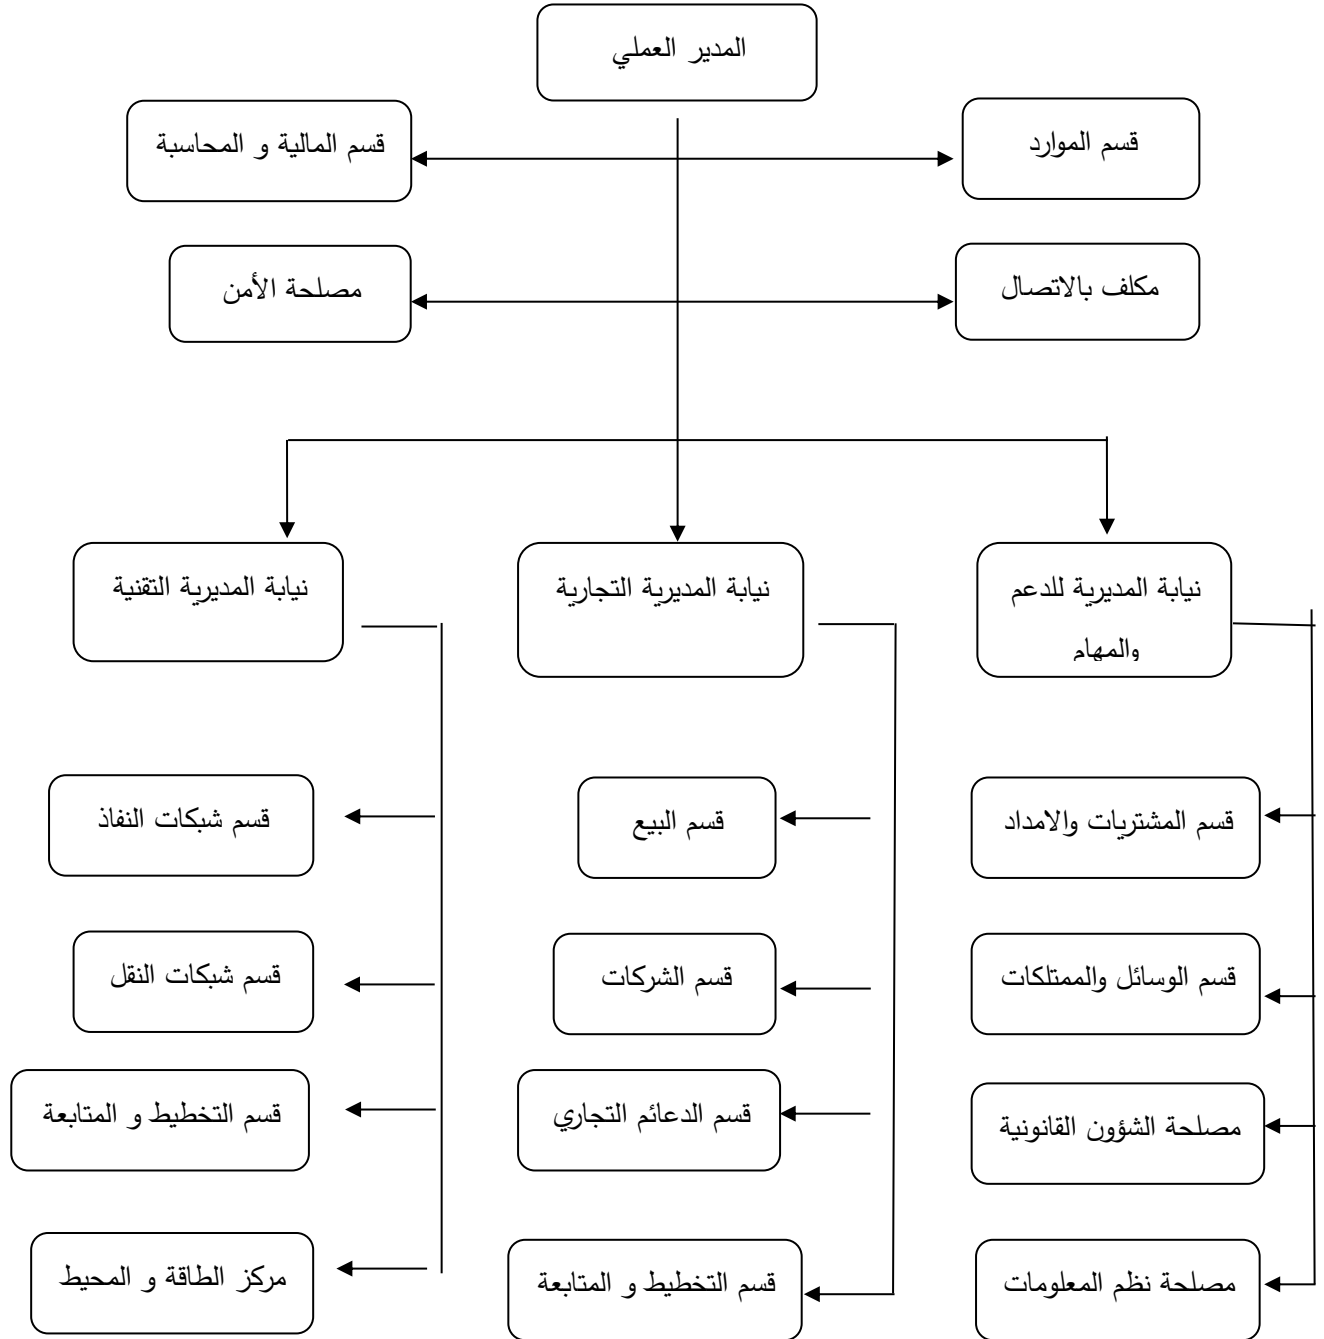 المدير العملي
قسم الموارد
قسم المالية و المحاسبة
مكلف بالاتصال
مصلحة الأمن
نيابة المديرية للدعم
والمهام
نيابة المديرية التجارية
نيابة المديرية التقنية
قسم المشتريات والامداد
قسم البيع
قسم شبكات النفاذ
قسم الوسائل والممتلكات
قسم الشركات
قسم شبكات النقل
مصلحة الشؤون القانونية
قسم الدعائم التجاري
قسم التخطيط و المتابعة
مصلحة نظم المعلومات
قسم التخطيط و المتابعة
مركز الطاقة و المحيط